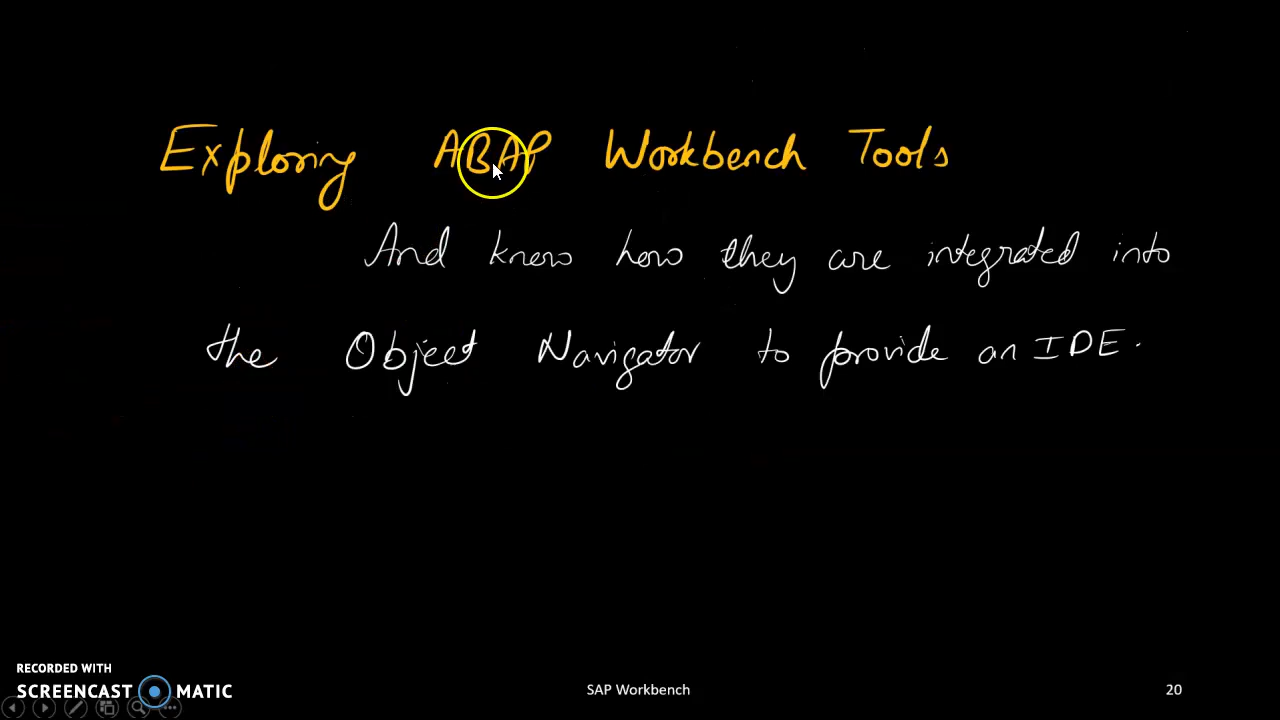 Exploring ABAP Workbench Tools
And know how they are integrated into
the Object Navigator to provide an IDE.
RECORDED WITH
SCREENCAST MATIC
SAP Workbench
20